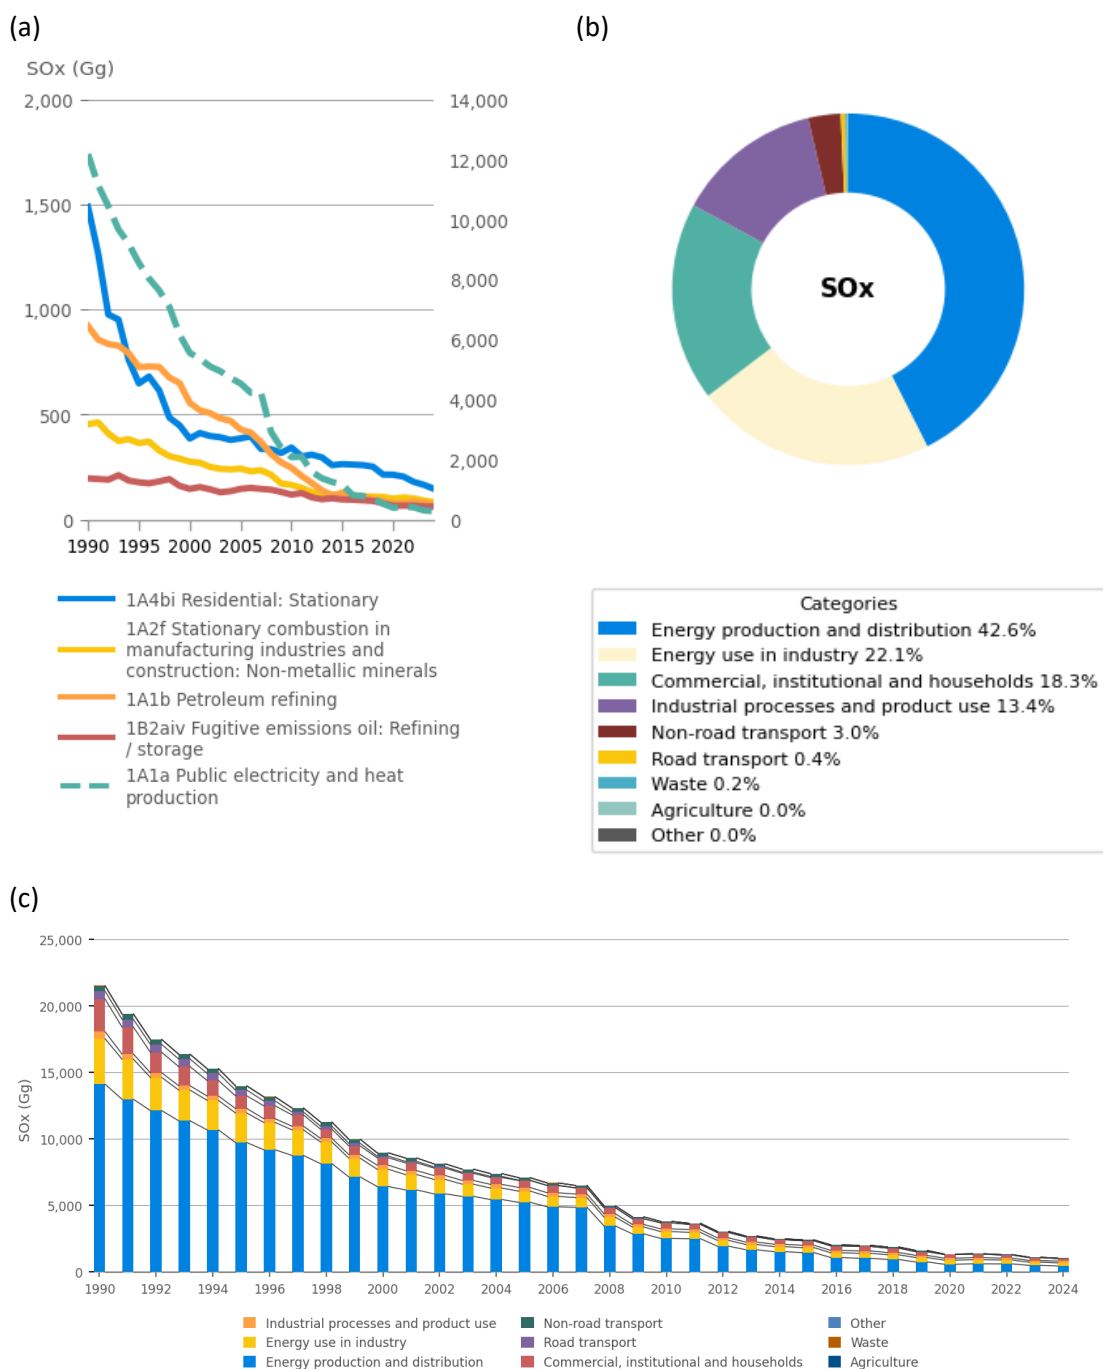 (a)
(b)
SOx (Gg)
2,000
1,500
1,000
500
0
14,000
12,000
10,000
8,000
6,000
4,000
2,000
0
1990 1995 2000 2005 2010 2015 2020
1A4bi Residential: Stationary
1A2f Stationary combustion in
manufacturing industries and
construction: Non-metallic minerals
1A1b Petroleum refining
1B2aiv Fugitive emissions oil: Refining
/ storage
1A1a Public electricity and heat
production
SOx
Categories
Energy production and distribution 42.6%
Energy use in industry 22.1%
Commercial, institutional and households 18.3%
Industrial processes and product use 13.4%
Non-road transport 3.0%
Road transport 0.4%
Waste 0.2%
Agriculture 0.0%
Other 0.0%
(c)
SOx (Gg)
25,000
20,000
15,000
10,000
5,000
0
1990 1992 1994 1996 1998 2000 2002 2004 2006 2008 2010 2012 2014 2016 2018 2020 2022 2024
Industrial processes and product use
Energy use in industry
Energy production and distribution
Non-road transport
Road transport
Commercial, institutional and households
Other
Waste
Agriculture